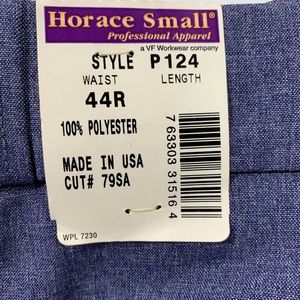 Horace Small®
Professional Apparel
a VF Workwear company
STYLE P124
WAIST LENGTH
44R
100% POLYESTER
MADE IN USA
CUT# 79SA
WPL 7230
7 63303 31516 4